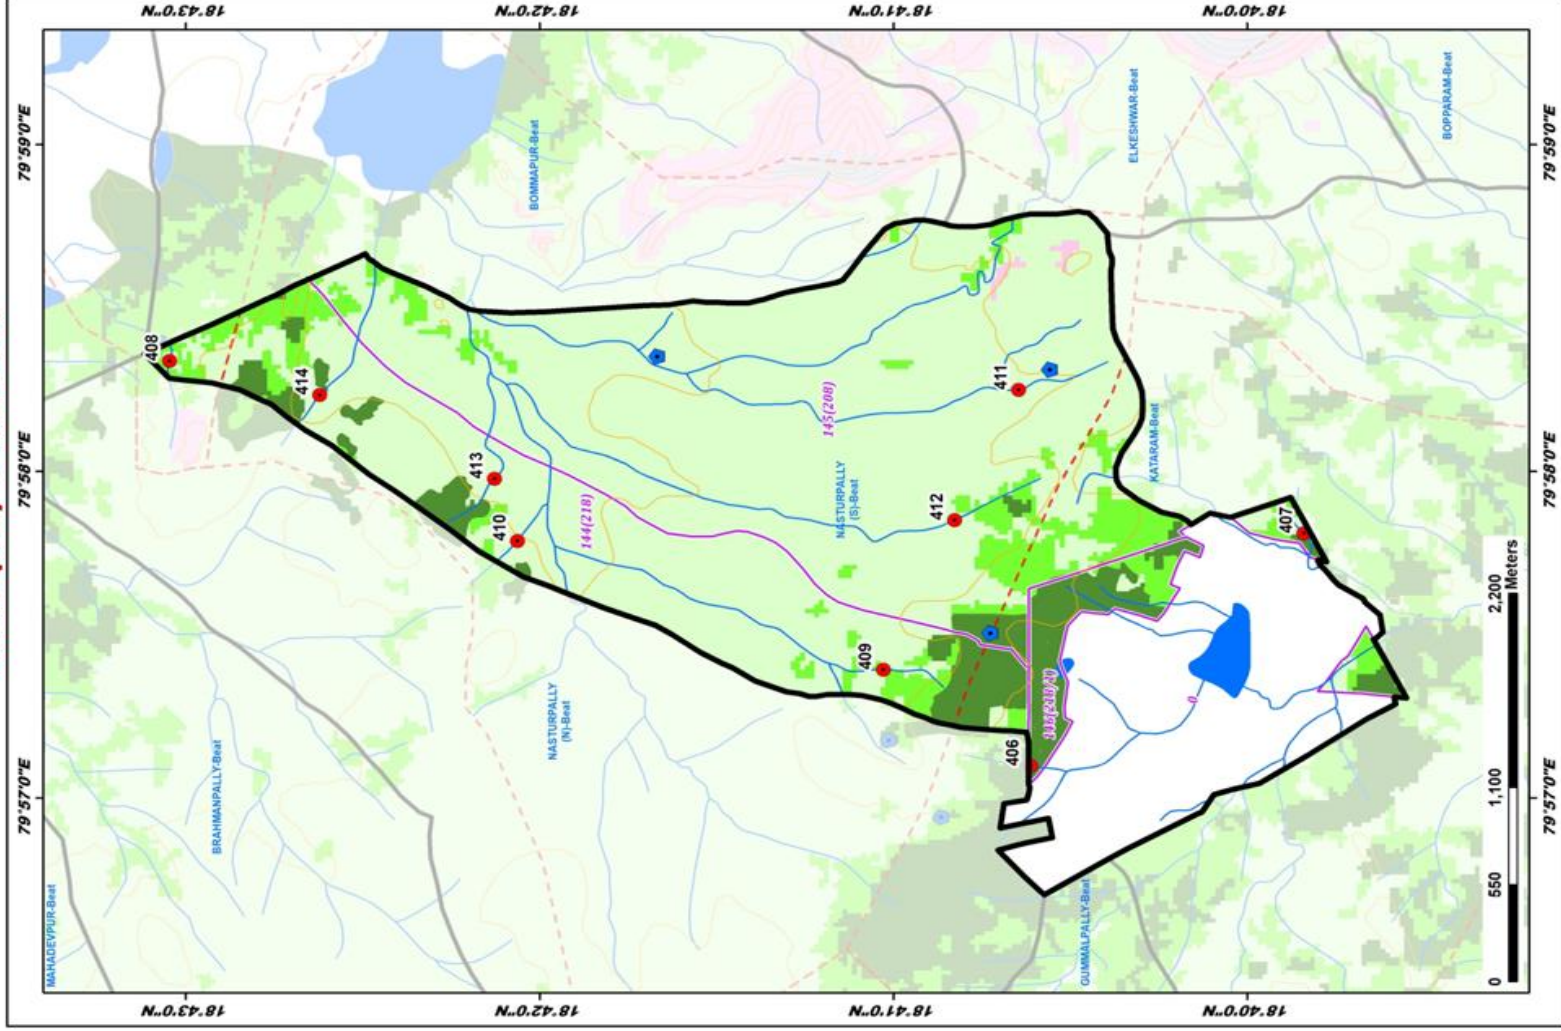 18°43'0"N
18°42'0"N
18°41'0"N
18°40'0"N
79°59'0"E
79°59'0"E
79°58'0"E
79°58'0"E
79°57'0"E
79°57'0"E
18°43'0"N
18°42'0"N
18°41'0"N
18°40'0"N
MAHADEVPUR-Beat
BRAHMANPALLY-Beat
NASTURPALLY
(N)-Beat
GUMMALPALLY-Beat
BOMMAPUR-Beat
ELKESHWAR-Beat
BOPPARAM-Beat
NASTURPALLY
(S)-Beat
KATARAM-Beat
408
414
413
410
409
406
412
411
407
144(218)
145(208)
0
0
550
1,100
2,200
Meters